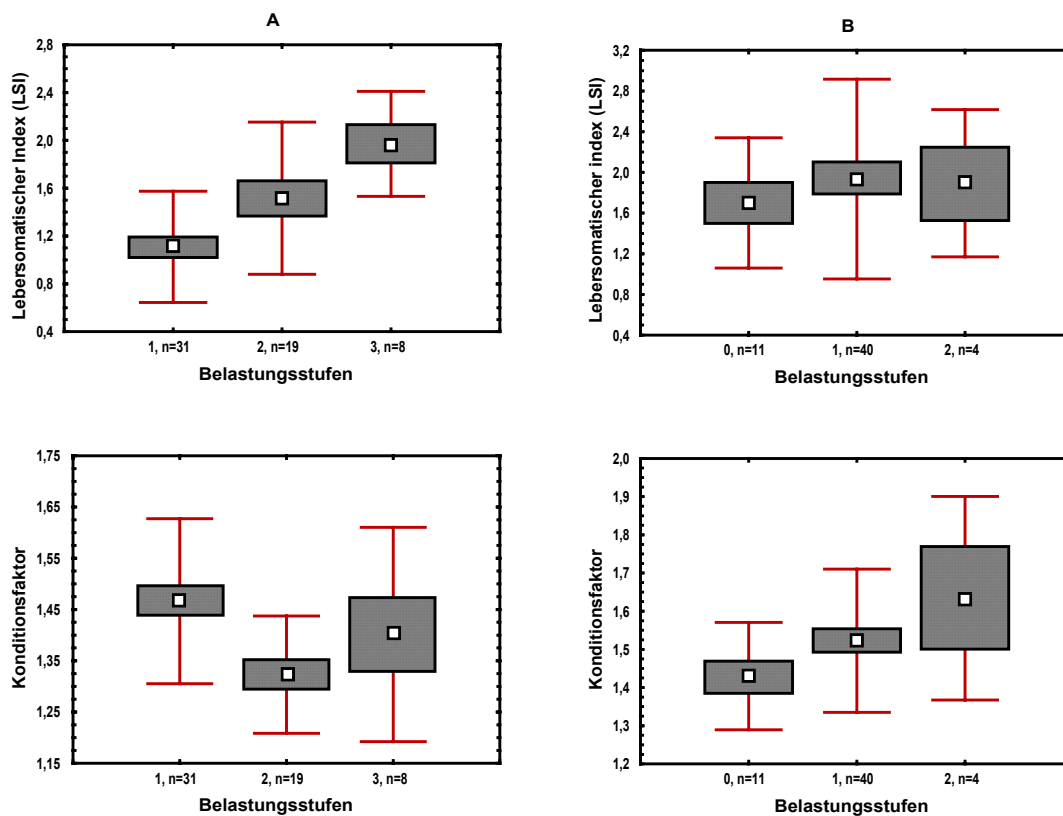 A
Lebersomatischer Index (LSI)
2,8
2,4
2,0
1,6
1,2
0,8
0,4
1, n=31
2, n=19
3, n=8
Belastungsstufen
B
Lebersomatischer index (LSI)
3,2
2,8
2,4
2,0
1,6
1,2
0,8
0,4
0, n=11
1, n=40
2, n=4
Belastungsstufen
Konditionsfaktor
1,75
1,65
1,55
1,45
1,35
1,25
1,15
1, n=31
2, n=19
3, n=8
Belastungsstufen
Konditionsfaktor
2,0
1,9
1,8
1,7
1,6
1,5
1,4
1,3
1,2
0, n=11
1, n=40
2, n=4
Belastungsstufen